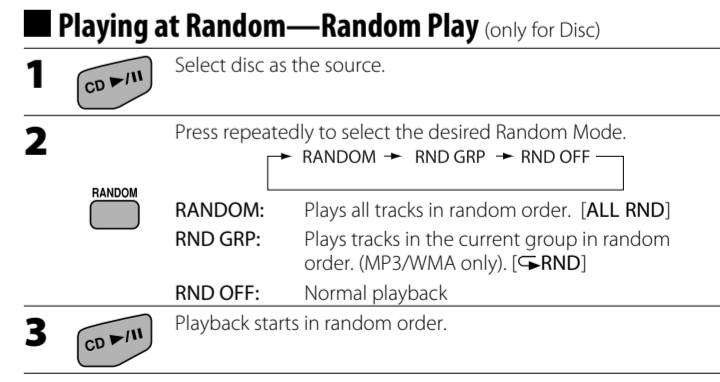 Playing at Random—Random Play (only for Disc)
1 CD ►/II Select disc as the source.
2 Press repeatedly to select the desired Random Mode.
RANDOM → RND GRP → RND OFF
RANDOM
RANDOM: Plays all tracks in random order. [ALL RND]
RND GRP: Plays tracks in the current group in random
order. (MP3/WMA only). [RND]
RND OFF: Normal playback
3 CD ►/II Playback starts in random order.